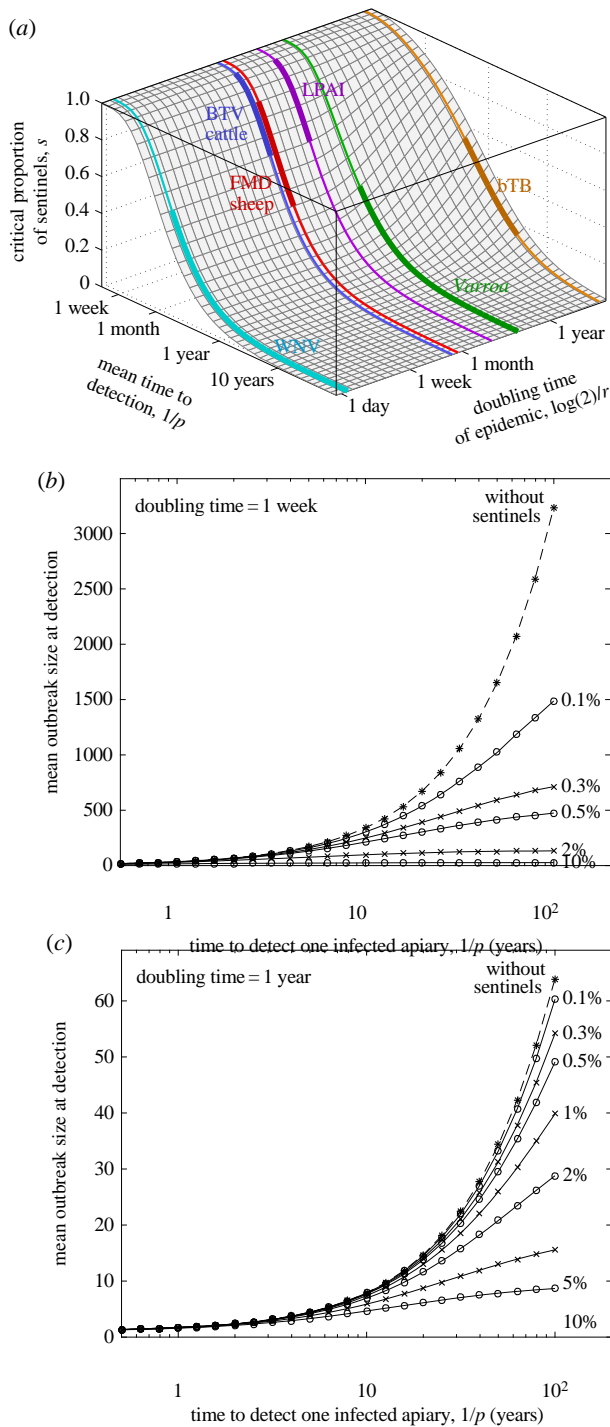 (a)
LPAI
BTV
cattle
FMD
sheep
bTB
Varroa
WNV
critical proportion
of sentinels, s
1.0
0.8
0.6
0.4
0.2
0
1 week
1 month
1 year
10 years
mean time to
detection, 1/p
1 day
1 week
1 month
1 year
doubling time
of epidemic, log(2)/r
(b)
doubling time = 1 week
without
sentinels
mean outbreak size at detection
3500
3000
2500
2000
1500
1000
500
0
0.1%
0.3%
0.5%
2%
10%
1
10
10²
time to detect one infected apiary, 1/p (years)
(c)
doubling time = 1 year
without
sentinels
mean outbreak size at detection
60
50
40
30
20
10
0
0.1%
0.3%
0.5%
1%
2%
5%
10%
1
10
10²
time to detect one infected apiary, 1/p (years)